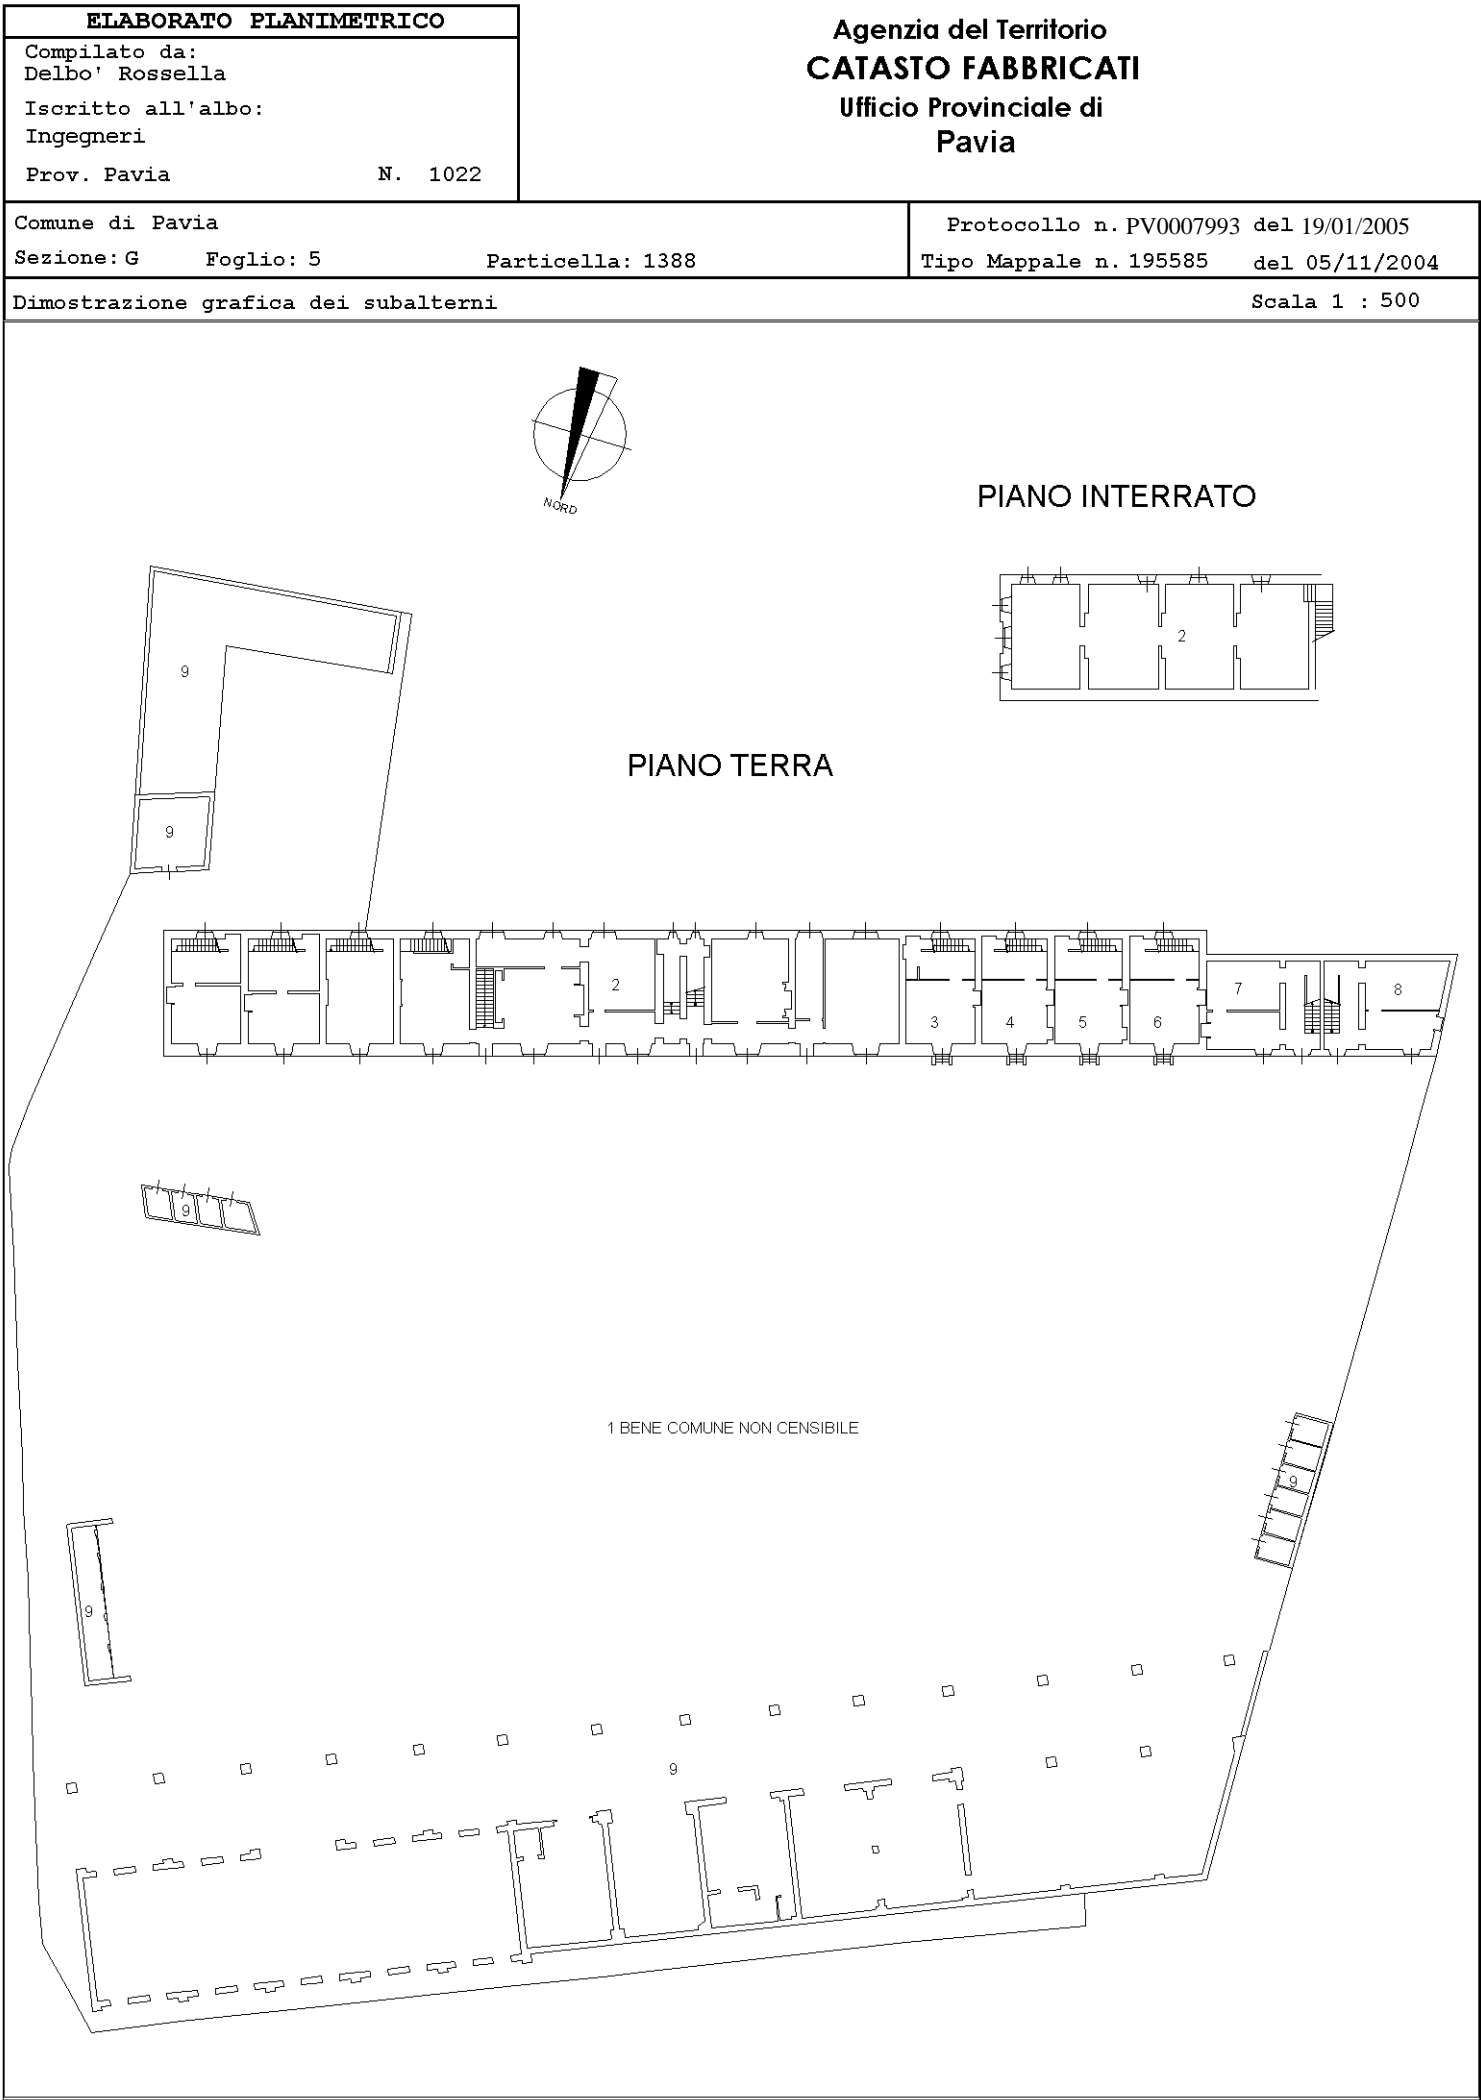 ELABORATO PLANIMETRICO
Compilato da:
Delbo' Rossella
Iscritto all'albo:
Ingegneri
Prov. Pavia N. 1022
Agenzia del Territorio
CATASTO FABBRICATI
Ufficio Provinciale di
Pavia
Comune di Pavia
Sezione: G Foglio: 5 Particella: 1388
Protocollo n. PV0007993 del 19/01/2005
Tipo Mappale n. 195585 del 05/11/2004
Dimostrazione grafica dei subalterni Scala 1 : 500
NORD
PIANO INTERRATO
2
9
PIANO TERRA
9
2
7
8
3
4
5
6
9
1 BENE COMUNE NON CENSIBILE
9
9
9